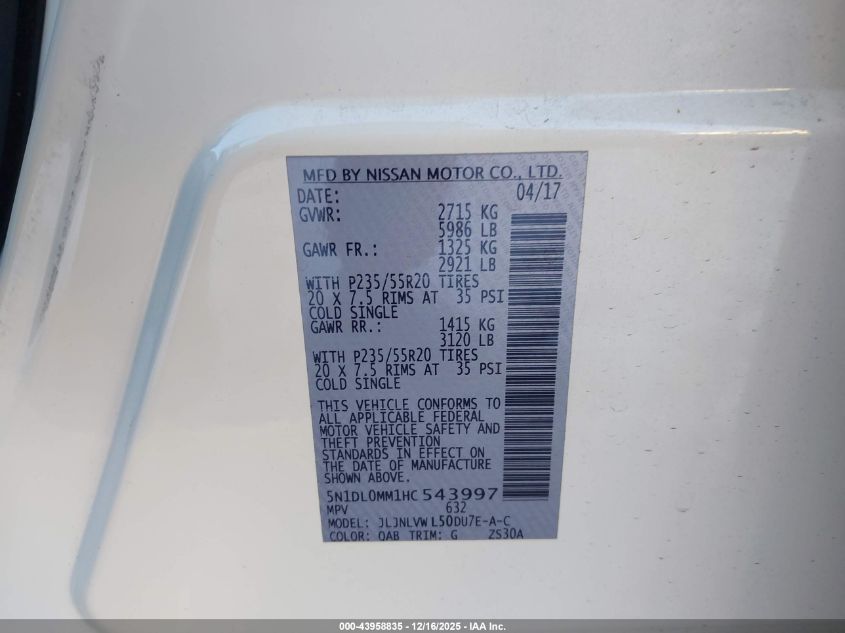 MFD BY NISSAN MOTOR CO., LTD.
DATE: 04/17
GVWR: 2715 KG
5986 LB
GAWR FR.: 1325 KG
2921 LB
WITH P235/55R20 TIRES
20 X 7.5 RIMS AT 35 PSI
COLD SINGLE
GAWR RR.: 1415 KG
3120 LB
WITH P235/55R20 TIRES
20 X 7.5 RIMS AT 35 PSI
COLD SINGLE
THIS VEHICLE CONFORMS TO
ALL APPLICABLE FEDERAL
MOTOR VEHICLE SAFETY AND
THEFT PREVENTION
STANDARDS IN EFFECT ON
THE DATE OF MANUFACTURE
SHOWN ABOVE.
5N1DL0MM1HC543997
MPV 632
MODEL: JLJNLVWL50DU7E-A-C
COLOR: QAB TRIM: G ZS30A
000-43958835 - 12/16/2025 - IAA Inc.